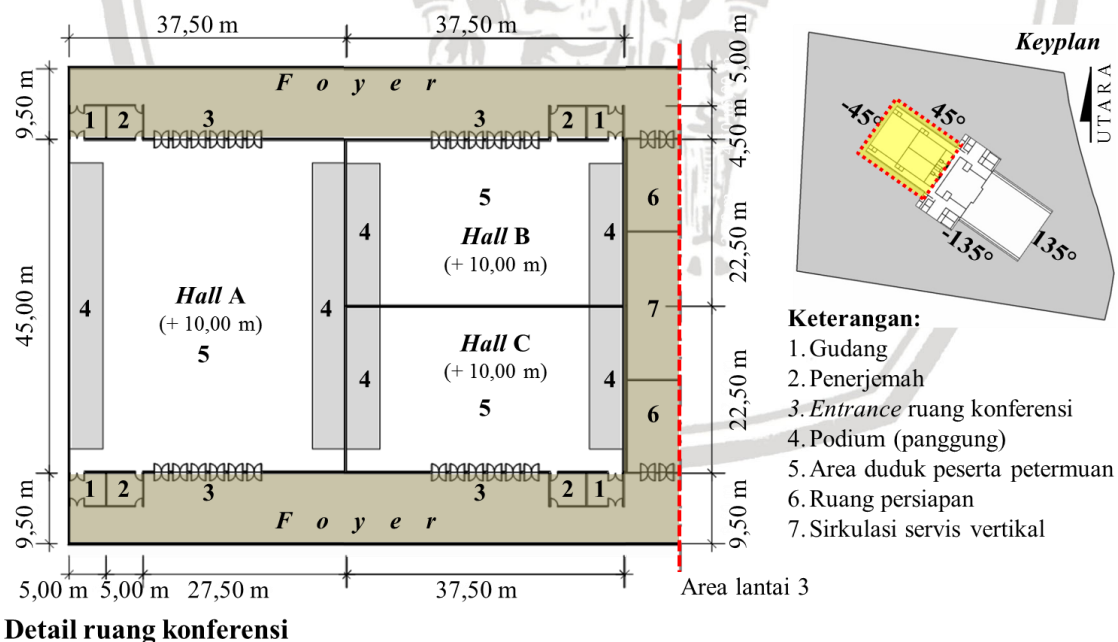 37,50 m 37,50 m
F o y e r
9,50 m
5,00 m
4,50 m
1 2 3 3 2 1
6
5
Hall B
(+ 10,00 m)
4 4
22,50 m
45,00 m
4
Hall A
(+ 10,00 m)
5
4
7
Hall C
(+ 10,00 m)
5
4 4
6
22,50 m
1 2 3 3 2 1
F o y e r
9,50 m
9,50 m
5,00 m 5,00 m 27,50 m 37,50 m
Area lantai 3
Detail ruang konferensi
Keyplan
UTARA
-45° 45°
-135° 135°
Keterangan:
1. Gudang
2. Penerjemah
3. Entrance ruang konferensi
4. Podium (panggung)
5. Area duduk peserta petermuan
6. Ruang persiapan
7. Sirkulasi servis vertikal